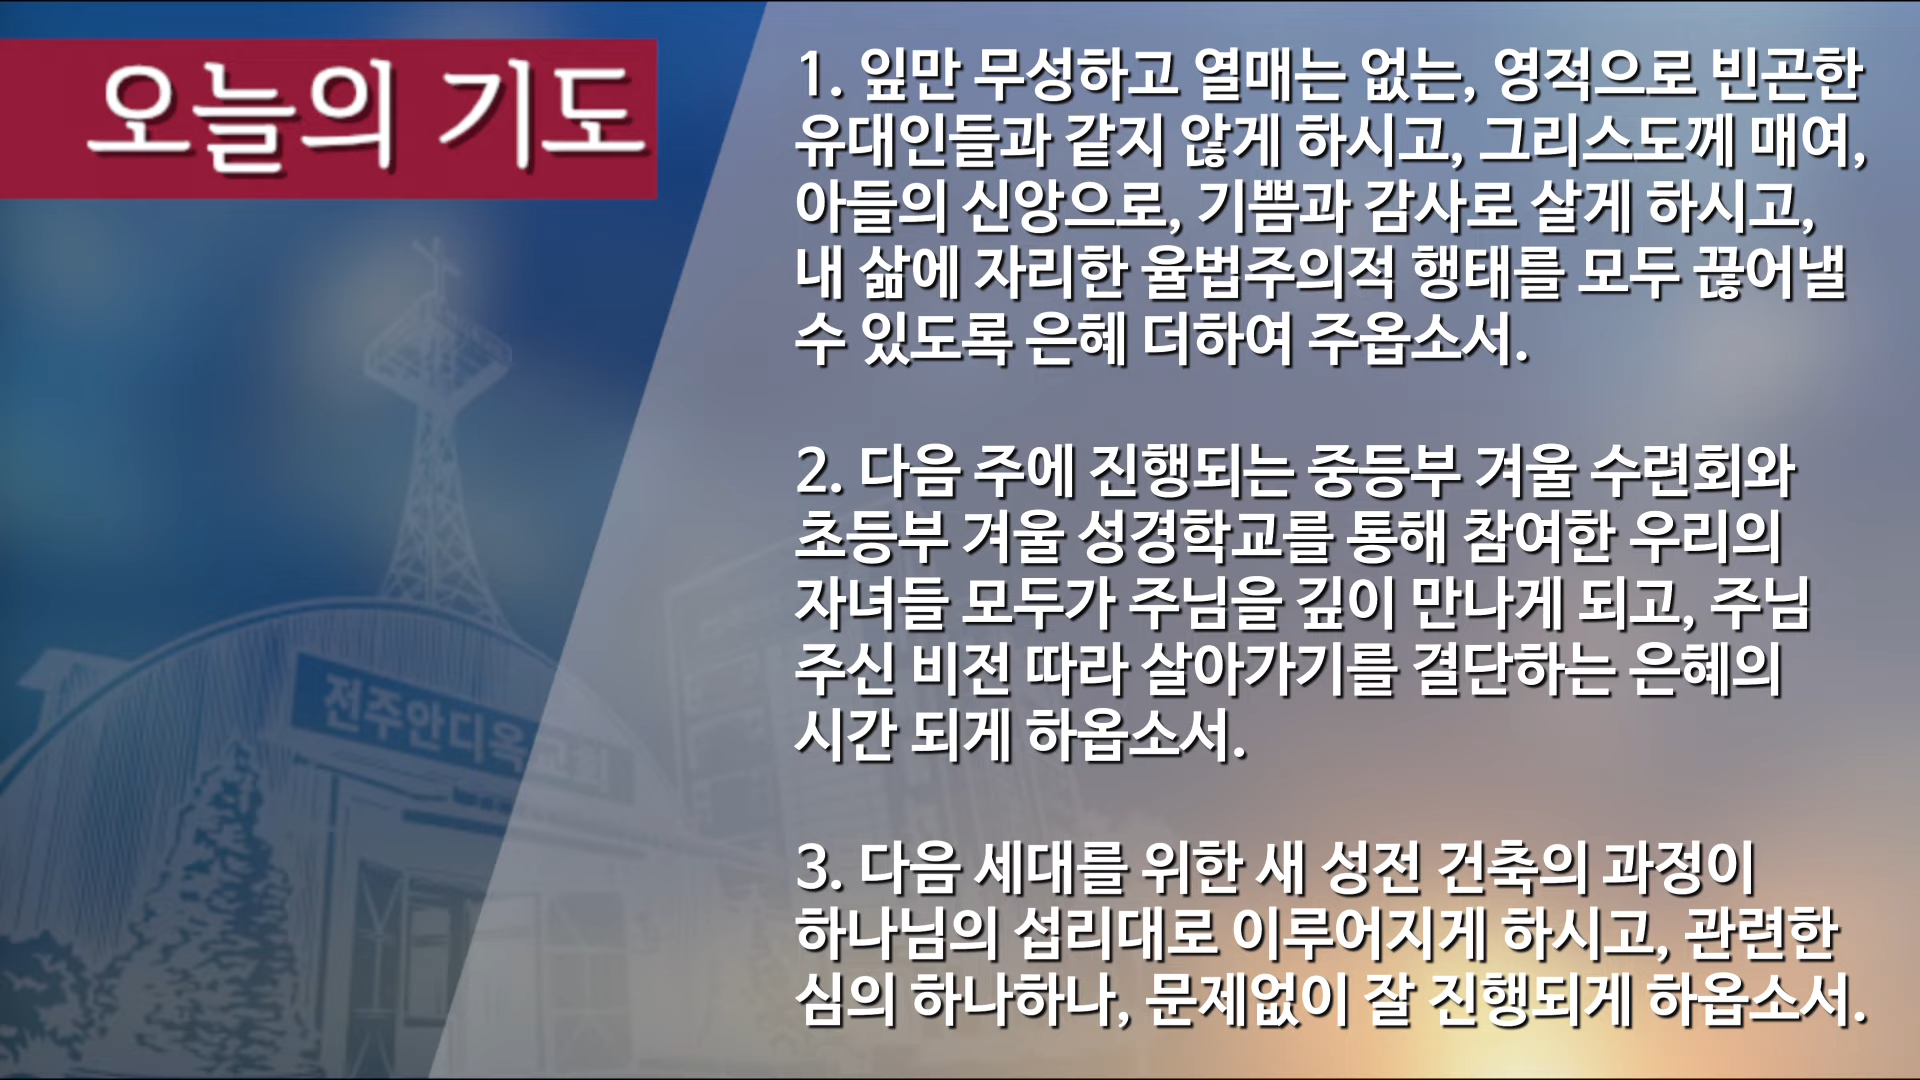 오늘의 기도
1. 잎만 무성하고 열매는 없는, 영적으로 빈곤한
유대인들과 같지 않게 하시고, 그리스도께 매여,
아들의 신앙으로, 기쁨과 감사로 살게 하시고,
내 삶에 자리한 율법주의적 행태를 모두 끊어낼
수 있도록 은혜 더하여 주옵소서.
2. 다음 주에 진행되는 중등부 겨울 수련회와
초등부 겨울 성경학교를 통해 참여한 우리의
자녀들 모두가 주님을 깊이 만나게 되고, 주님
주신 비전 따라 살아가기를 결단하는 은혜의
시간 되게 하옵소서.
3. 다음 세대를 위한 새 성전 건축의 과정이
하나님의 섭리대로 이루어지게 하시고, 관련한
심의 하나하나, 문제없이 잘 진행되게 하옵소서.
전주안디옥교회